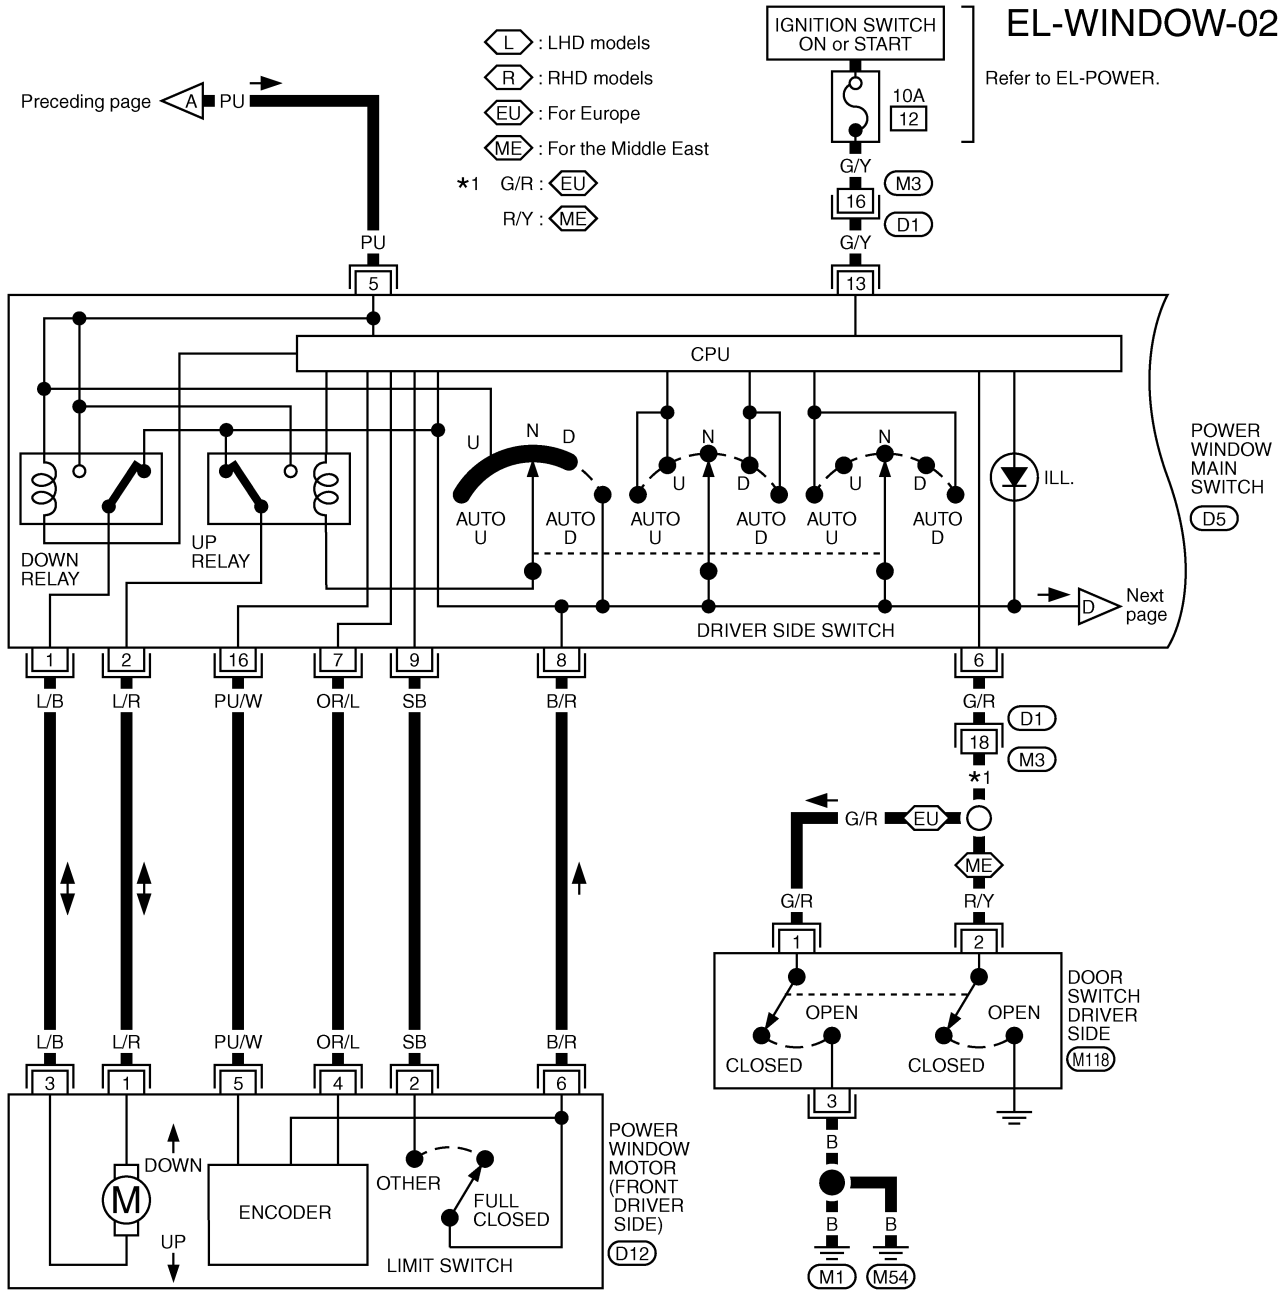 EL-WINDOW-02
IGNITION SWITCH
ON or START
Refer to EL-POWER.
10A
12
L : LHD models
R : RHD models
EU : For Europe
ME : For the Middle East
*1 G/R : EU
R/Y : ME
Preceding page A PU
PU
5
G/Y
16
M3
D1
G/Y
13
CPU
U N D
AUTO U
AUTO D
N
U D
AUTO U
AUTO D
N
U D
AUTO U
AUTO D
ILL.
POWER
WINDOW
MAIN
SWITCH
D5
DOWN
RELAY
UP
RELAY
DRIVER SIDE SWITCH
D
Next
page
1 2 16 7 9 8 6
L/B L/R PU/W OR/L SB B/R G/R
18
D1
M3
*1
G/R EU
ME
G/R R/Y
1 2
OPEN OPEN
CLOSED CLOSED
DOOR
SWITCH
DRIVER
SIDE
M118
3
B
B B
M1 M54
L/B L/R PU/W OR/L SB B/R
3 1 5 4 2 6
DOWN
M
UP
ENCODER
OTHER
FULL
CLOSED
LIMIT SWITCH
POWER
WINDOW
MOTOR
(FRONT
DRIVER
SIDE)
D12